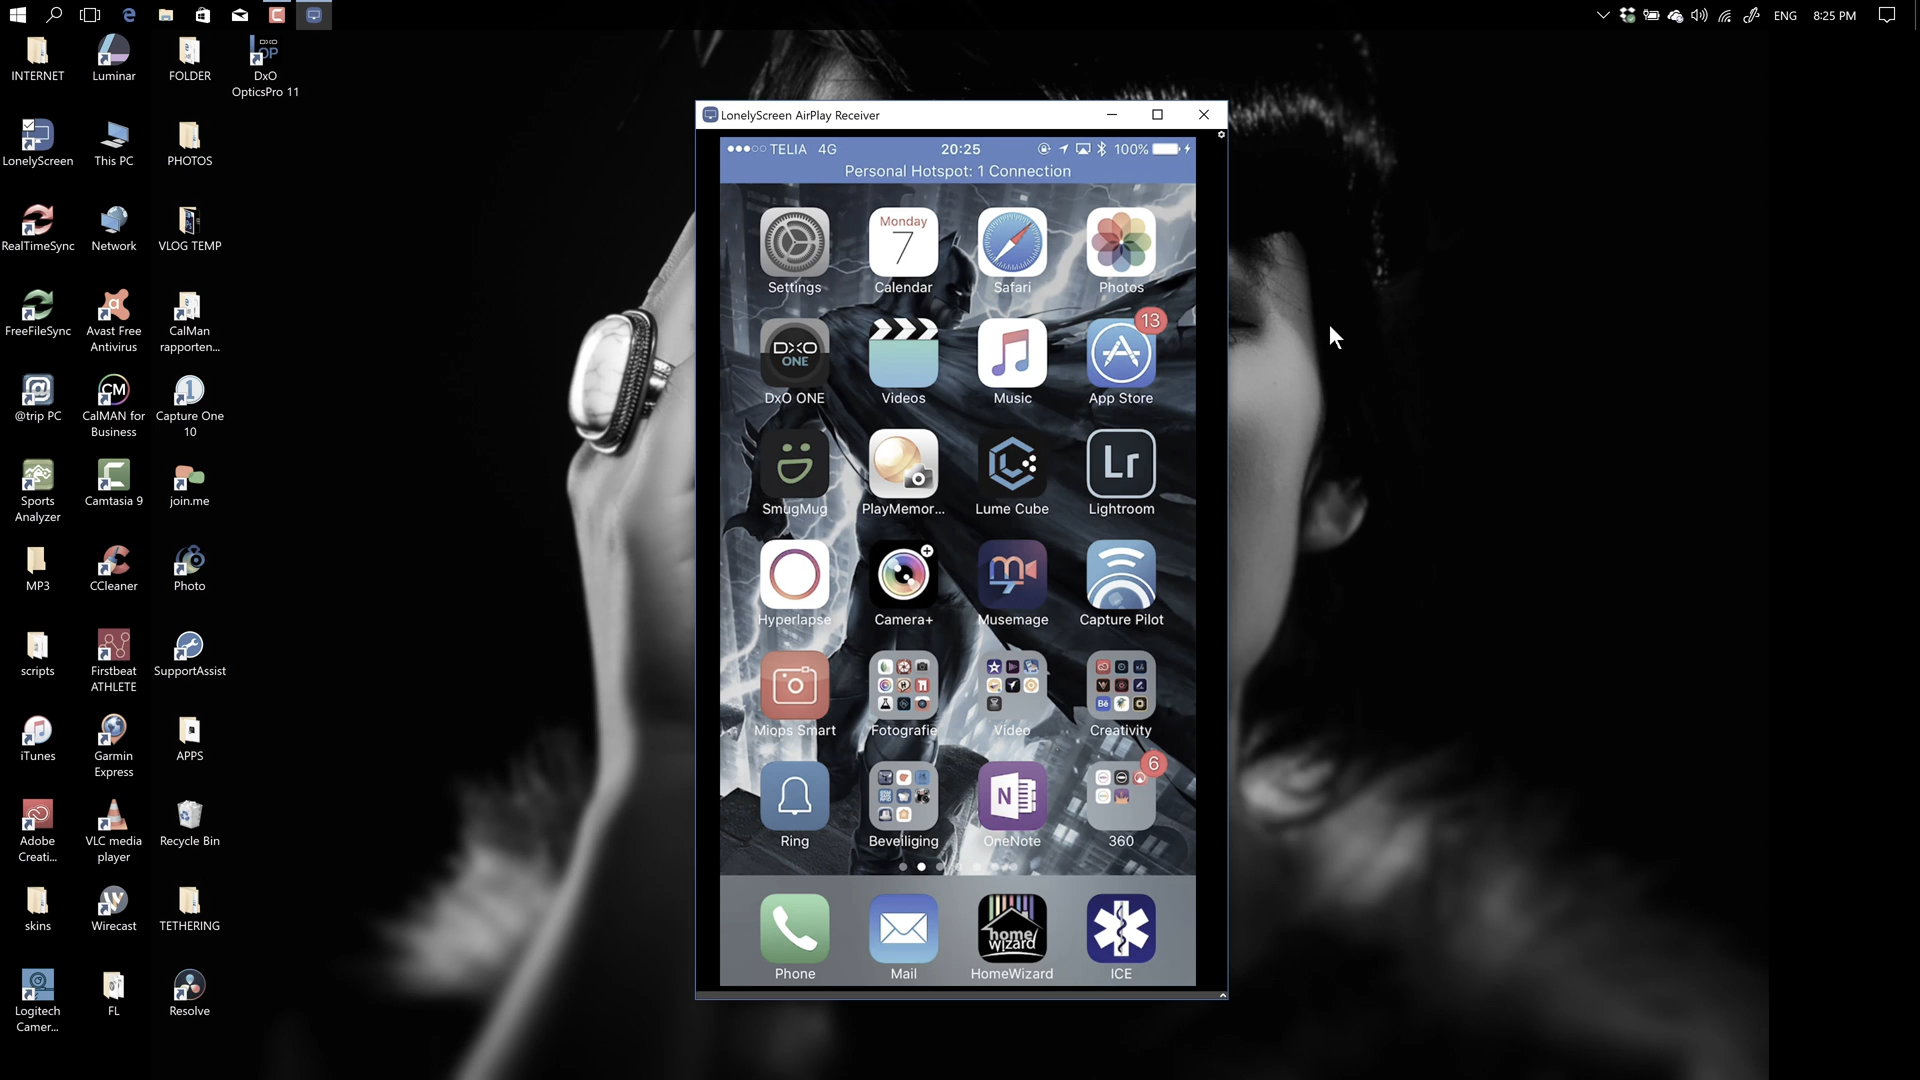 ENG
8:25 PM
INTERNET
Luminar
FOLDER
DxO
OpticsPro 11
LonelyScreen
This PC
PHOTOS
RealTimeSync
Network
VLOG TEMP
FreeFileSync
Avast Free
Antivirus
CalMan
rapporten...
@trip PC
CalMAN for
Business
Capture One
10
Sports
Analyzer
Camtasia 9
join.me
MP3
CCleaner
Photo
scripts
Firstbeat
ATHLETE
SupportAssist
iTunes
Garmin
Express
APPS
Adobe
Creati...
VLC media
player
Recycle Bin
skins
Wirecast
TETHERING
Logitech
Camer...
FL
Resolve
LonelyScreen AirPlay Receiver
TELIA 4G
20:25
100%
Personal Hotspot: 1 Connection
Monday
7
Settings
Calendar
Safari
Photos
DXO
ONE
13
DxO ONE
Videos
Music
App Store
Lr
SmugMug
PlayMemor...
Lume Cube
Lightroom
Hyperlapse
Camera+
Musemage
Capture Pilot
Miops Smart
Fotografie
Video
Creativity
6
N
Ring
Beveiliging
OneNote
360
home
wizard
Phone
Mail
HomeWizard
ICE